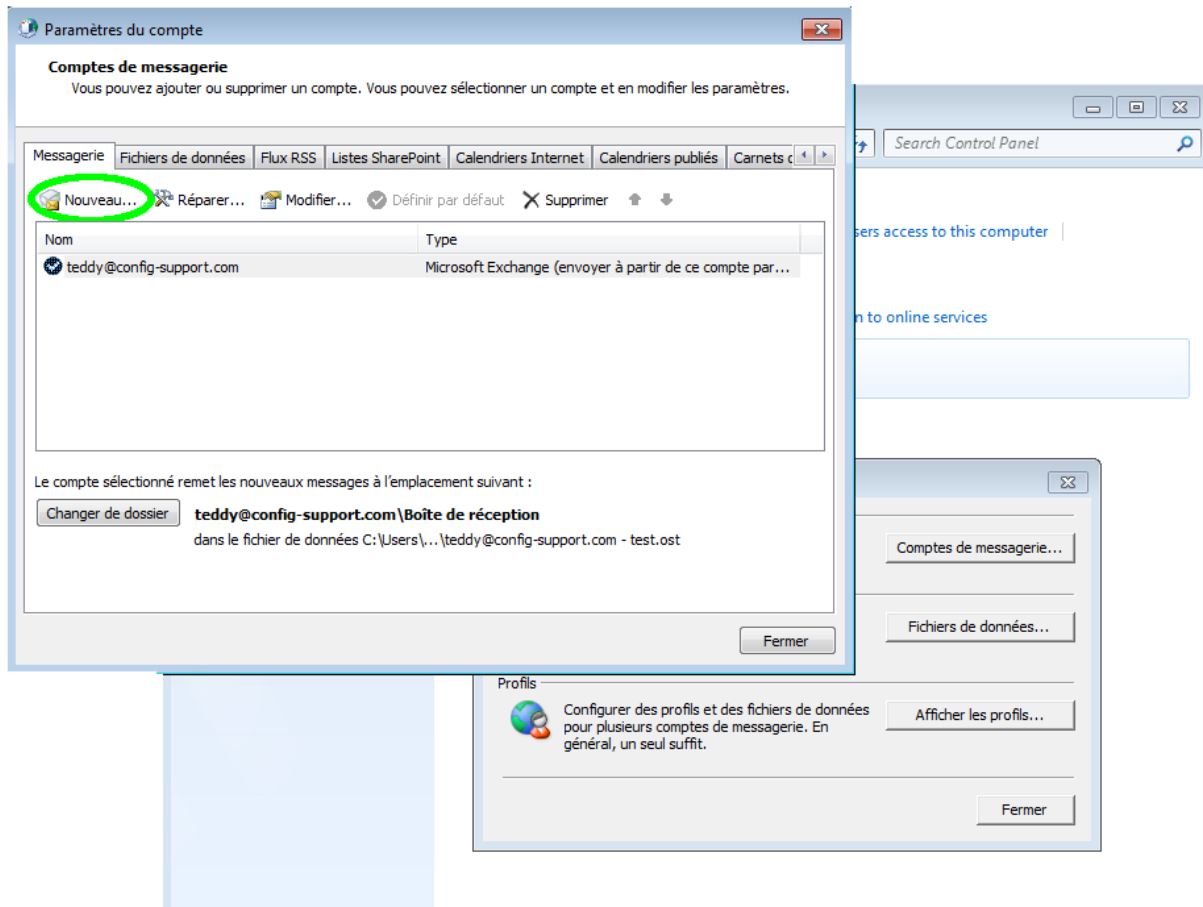 Paramètres du compte
Comptes de messagerie
Vous pouvez ajouter ou supprimer un compte. Vous pouvez sélectionner un compte et en modifier les paramètres.
Messagerie Fichiers de données Flux RSS Listes SharePoint Calendriers Internet Calendriers publiés Carnets
Nouveau... Réparer... Modifier... Définir par défaut Supprimer
Nom Type
teddy@config-support.com Microsoft Exchange (envoyer à partir de ce compte par...
Le compte sélectionné remet les nouveaux messages à l'emplacement suivant :
Changer de dossier teddy@config-support.com\Boîte de réception
dans le fichier de données C:\Users\...\teddy@config-support.com - test.ost
Fermer
Search Control Panel
sers access to this computer
n to online services
Comptes de messagerie...
Fichiers de données...
Profils
Configurer des profils et des fichiers de données
pour plusieurs comptes de messagerie. En
général, un seul suffit.
Afficher les profils...
Fermer